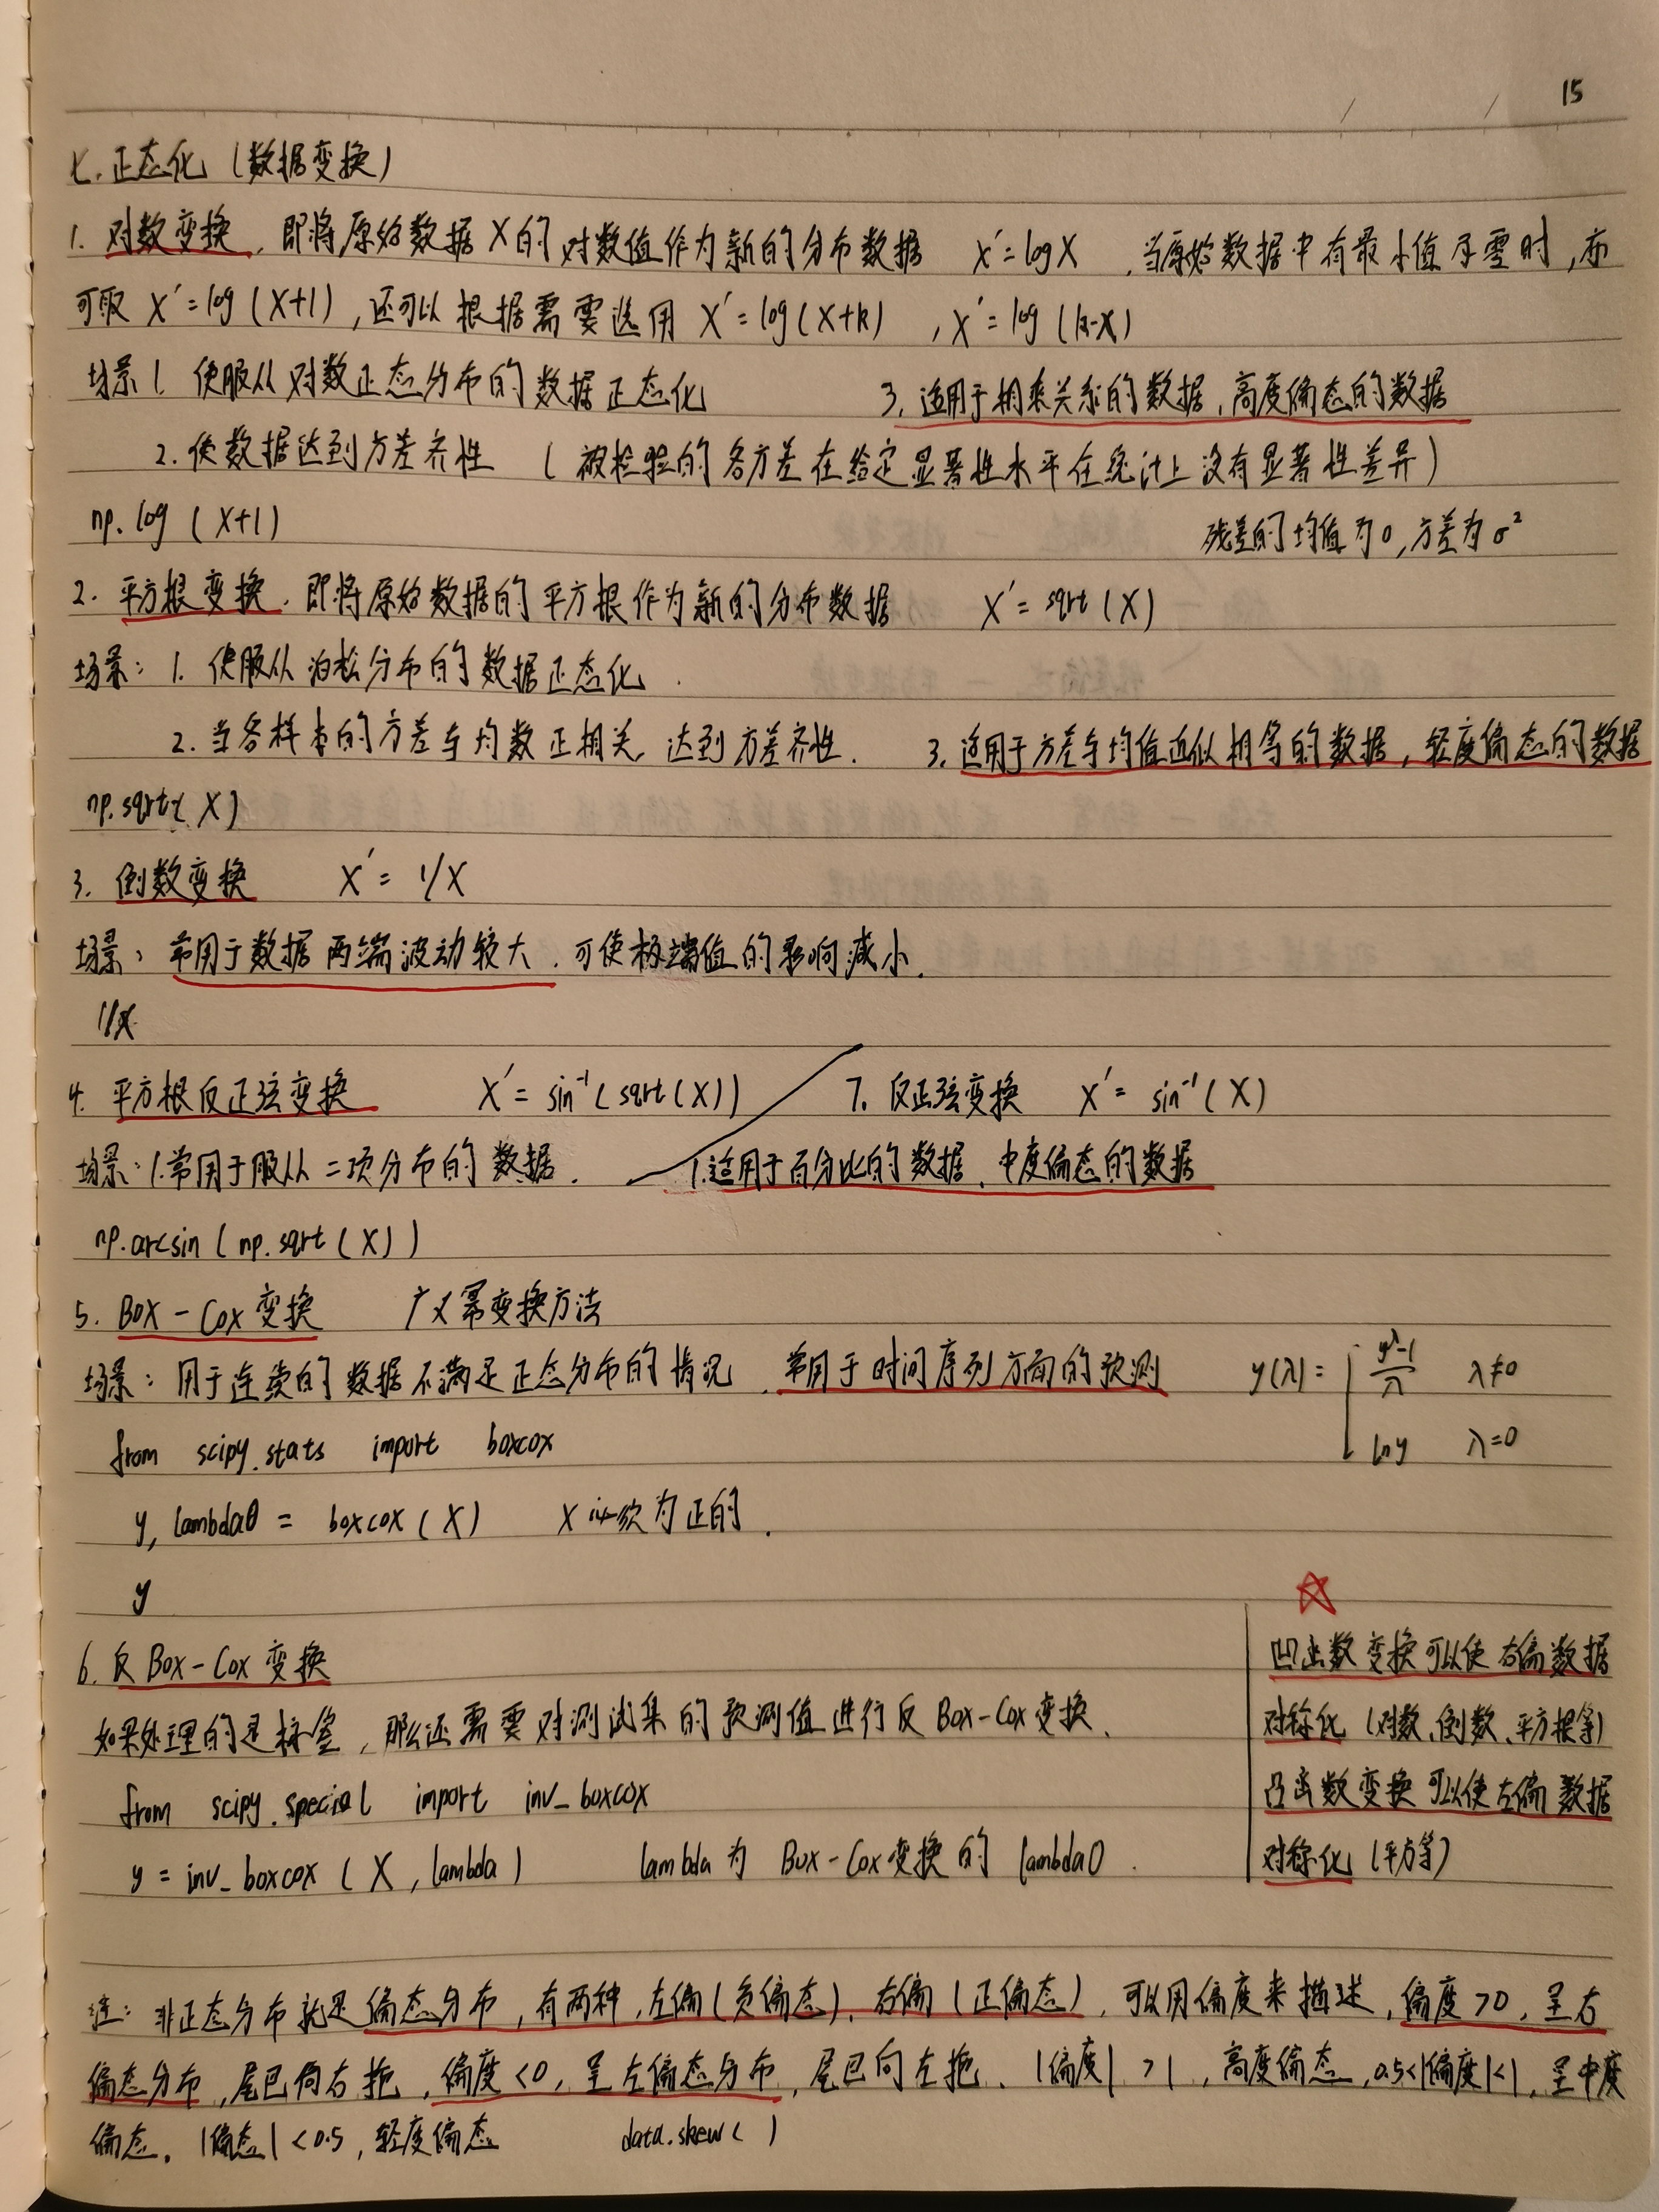 15
七.正态化(数据变换)
1. 对数变换,即将原始数据X的对数值作为新的分布数据 X'=logX ,当原始数据中有最小值及零时,亦
可取 X'=log(X+1),还可以根据需要选用 X'=log(X+k) , X'=log(k-X)
场景 1. 使服从对数正态分布的数据正态化 3. 适用于相乘关系的数据,高度偏态的数据
2. 使数据达到方差齐性 (被检验的各方差在给定显著性水平在统计上没有显著性差异)
np.log(X+1) 残差的均值为0,方差为σ²
2. 平方根变换,即将原始数据的平方根作为新的分布数据 X'=sqrt(X)
场景: 1. 使服从泊松分布的数据正态化.
2. 当各样本的方差与均数正相关,达到方差齐性. 3. 适用于方差与均值近似相等的数据,轻度偏态的数据
np.sqrt(X)
3. 倒数变换 X'=1/X
场景: 常用于数据两端波动较大,可使极端值的影响减小.
1/X
4. 平方根反正弦变换 X'=sin⁻¹(sqrt(X)) 7. 反正弦变换 X'=sin⁻¹(X)
场景: 1.常用于服从二项分布的数据. 1.适用于百分比的数据、中度偏态的数据
np.arcsin(np.sqrt(X))
5. Box-Cox变换 广义幂变换方法
场景: 用于连续的数据不满足正态分布的情况,常用于时间序列方面的预测 y(λ)={ (y^λ-1)/λ λ≠0
from scipy.stats import boxcox lny λ=0
y, lambda0 = boxcox(X) X必须为正的.
y
6. 反Box-Cox变换
如果处理的是标签,那么还需要对测试集的预测值进行反Box-Cox变换、
from scipy.special import inv_boxcox
y = inv_boxcox(X, lambda) lambda为Box-Cox变换的lambda0.
凹函数变换可以使右偏数据
对称化(对数、倒数、平方根等)
凸函数变换可以使左偏数据
对称化(平方等)
注: 非正态分布就是偏态分布,有两种,左偏(负偏态),右偏(正偏态),可以用偏度来描述,偏度>0,呈右
偏态分布,尾巴向右拖,偏度<0,呈左偏态分布,尾巴向左拖、|偏度|>1,高度偏态,0.5<|偏度|<1,呈中度
偏态。|偏态|<0.5,轻度偏态 data.skew()